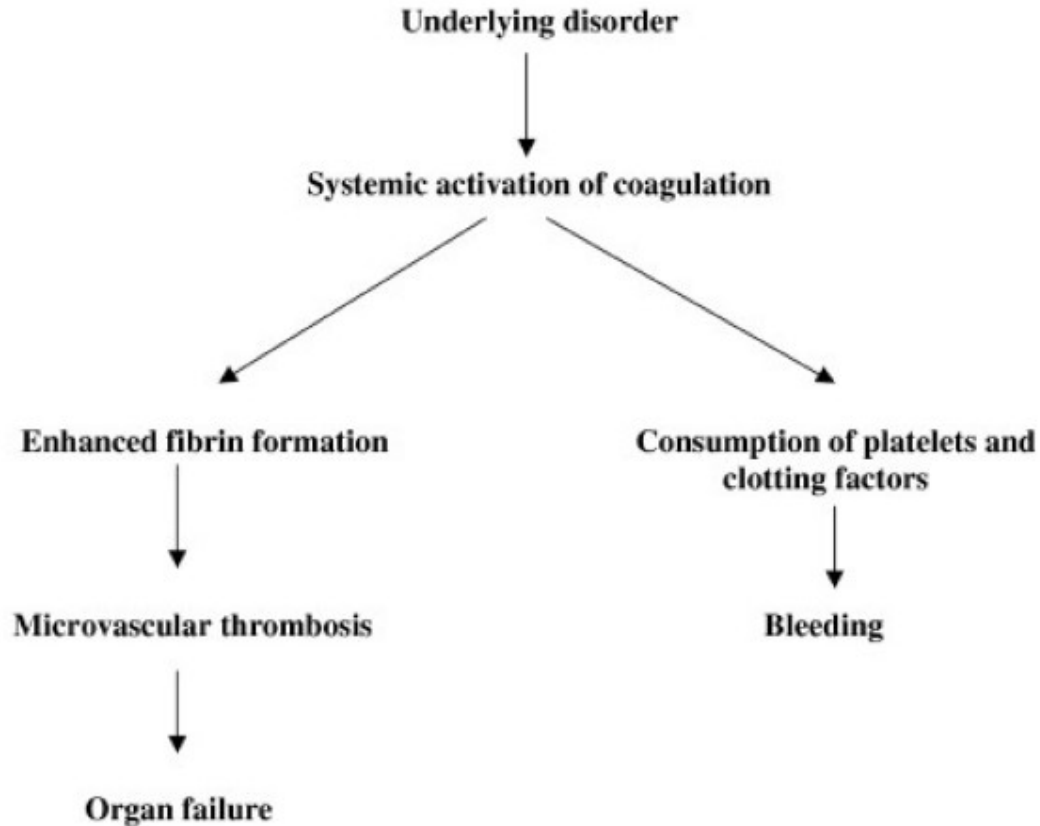 Underlying disorder
Systemic activation of coagulation
Enhanced fibrin formation
Consumption of platelets and
clotting factors
Microvascular thrombosis
Bleeding
Organ failure